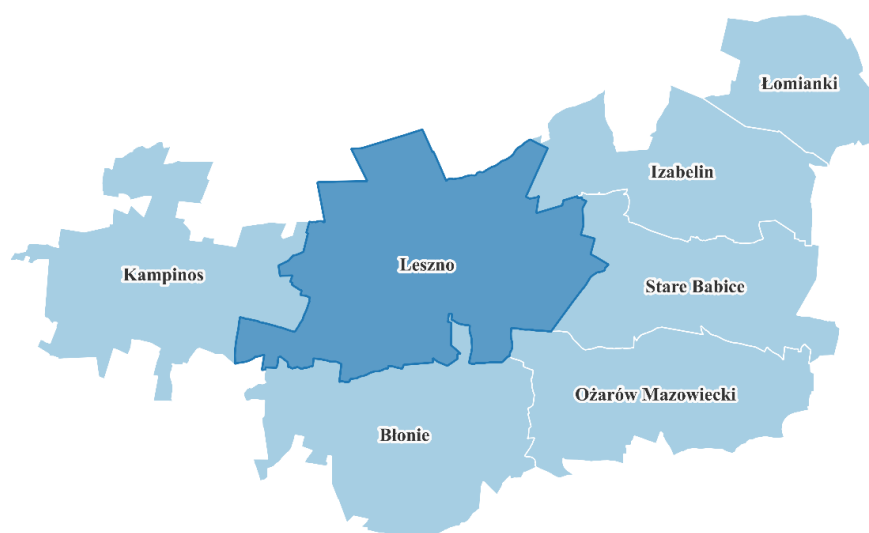 Łomianki
Izabelin
Leszno
Kampinos
Stare Babice
Ożarów Mazowiecki
Błonie